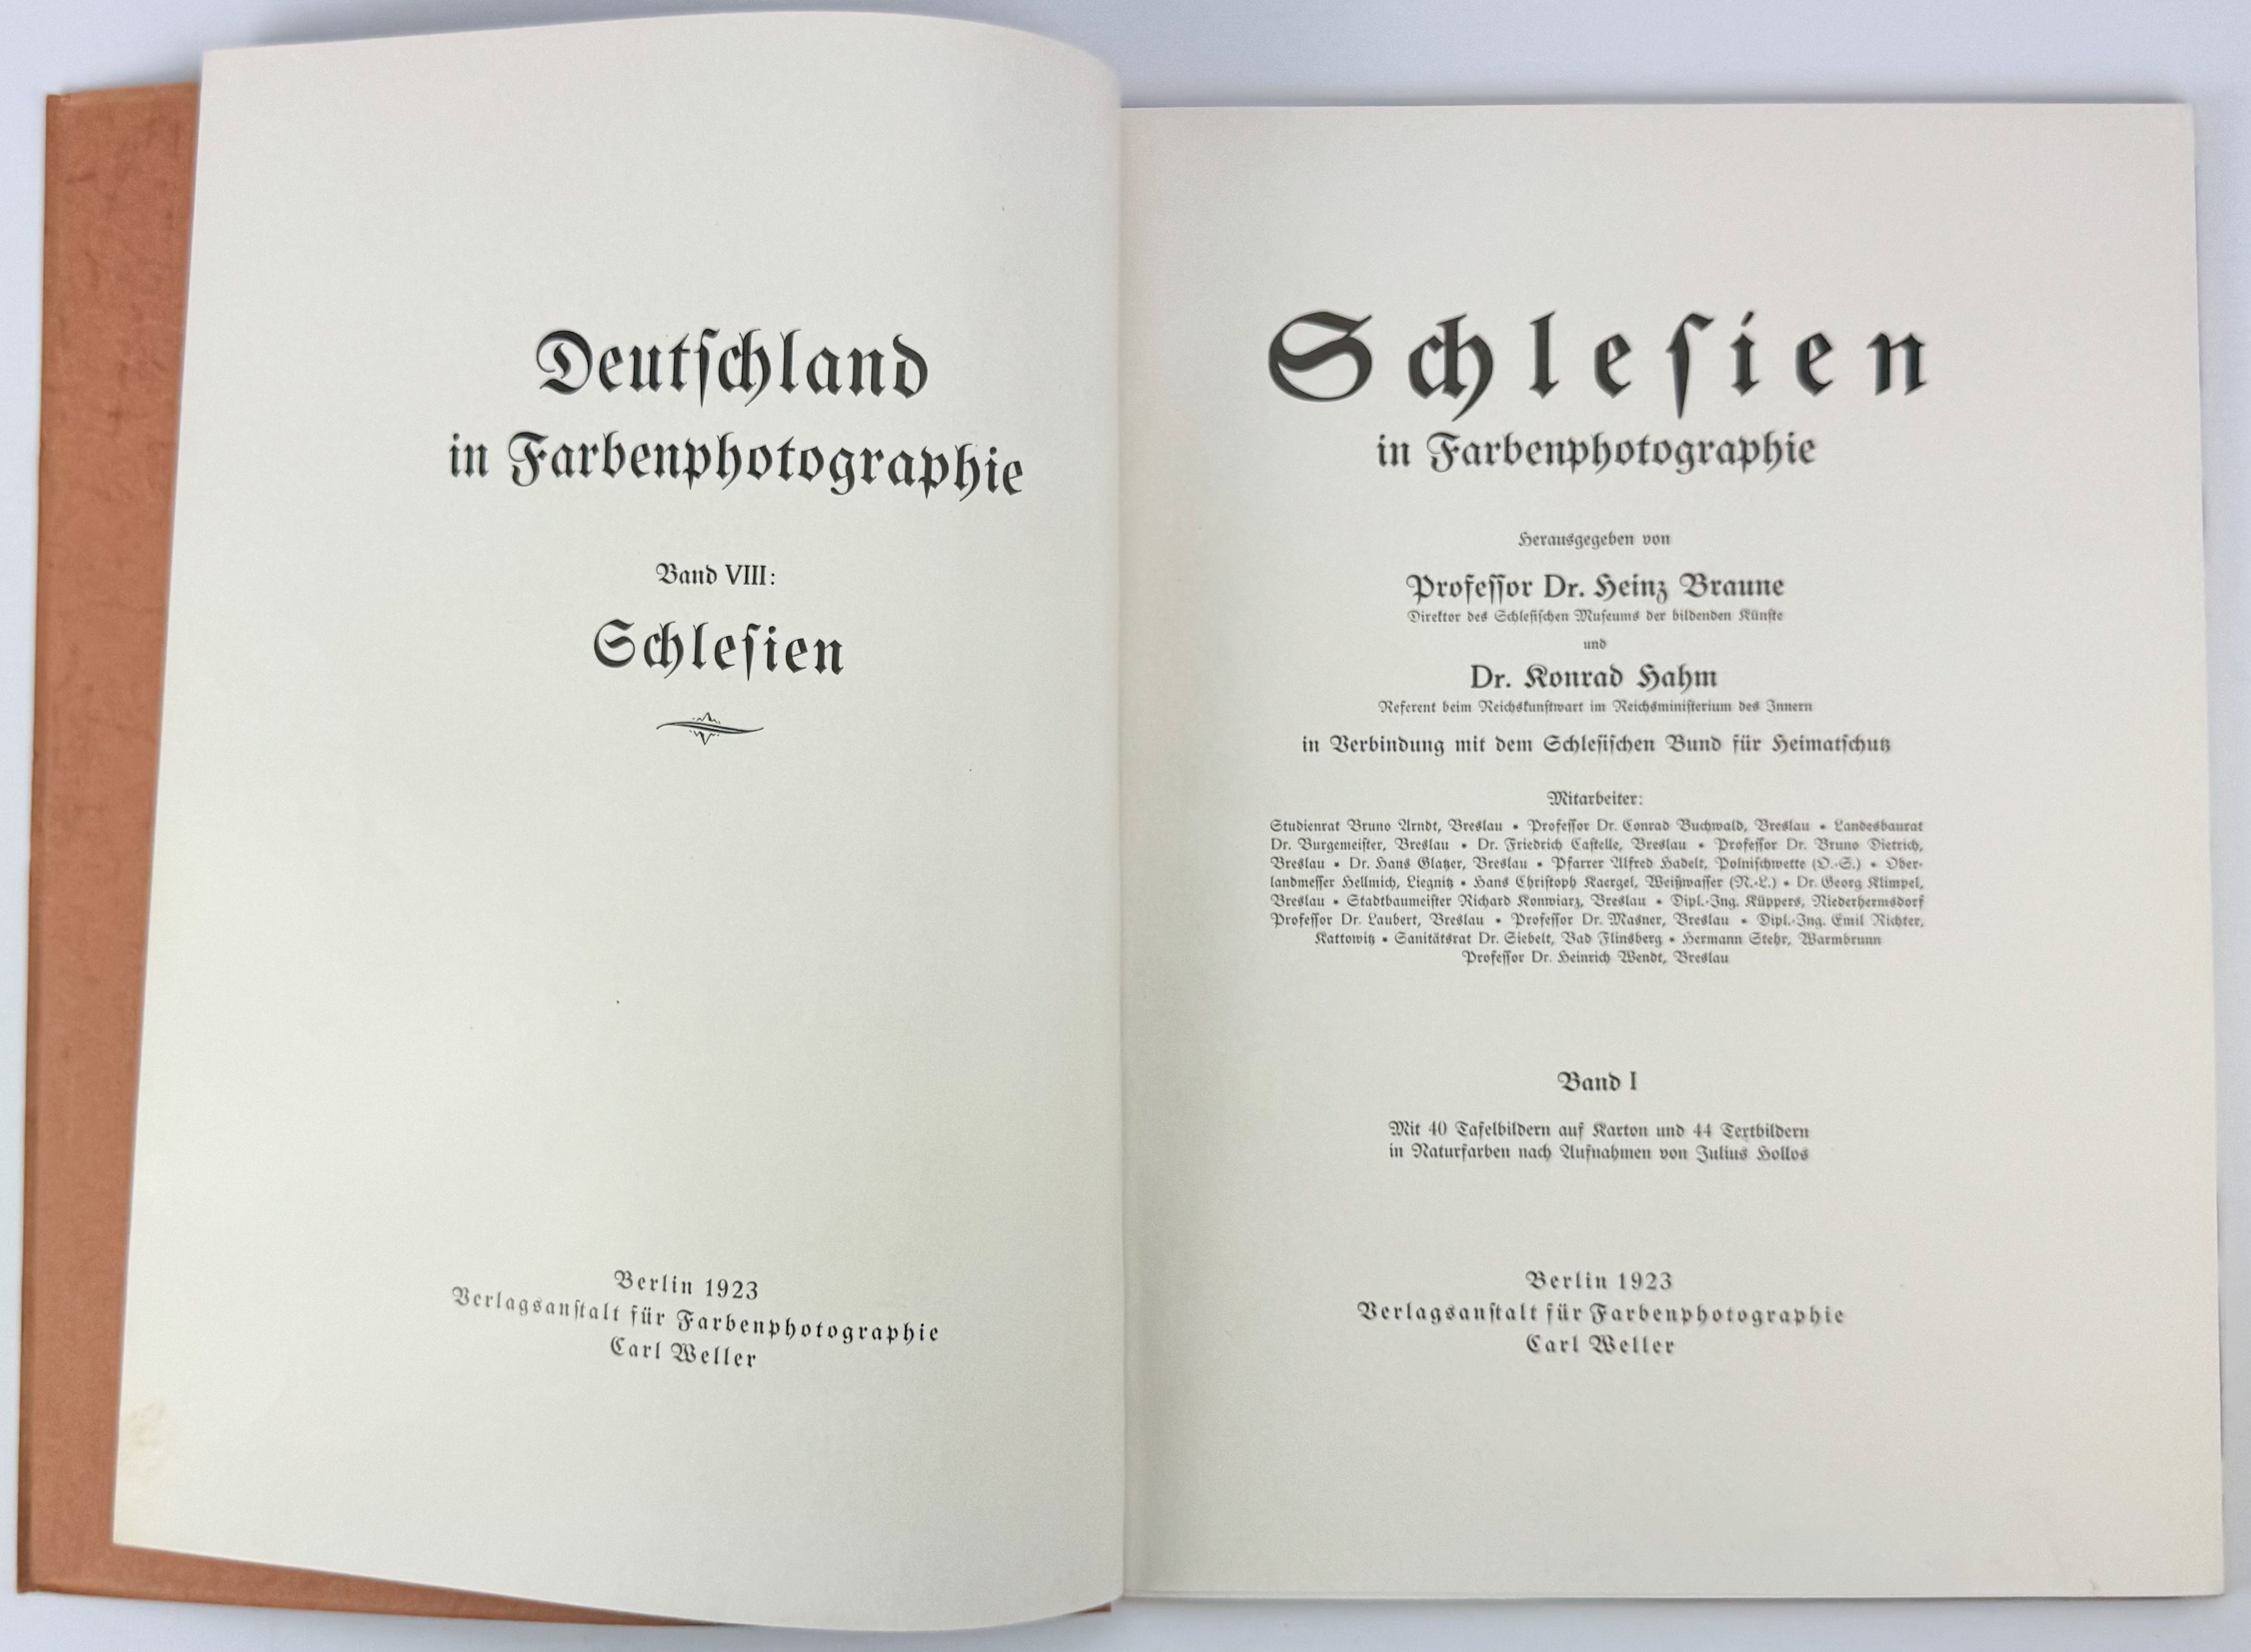 Deutſchland
in Farbenphotographie
Band VIII:
Schleſien
Berlin 1923
Verlagsanſtalt für Farbenphotographie
Carl Weller
Schleſien
in Farbenphotographie
Herausgegeben von
Profeſſor Dr. Heinz Braune
Direktor des Schleſiſchen Muſeums der bildenden Künſte
und
Dr. Konrad Hahm
Referent beim Reichskunſtwart im Reichsminiſterium des Innern
in Verbindung mit dem Schleſiſchen Bund für Heimatſchutz
Mitarbeiter:
Studienrat Bruno Arndt, Breslau • Profeſſor Dr. Conrad Buchwald, Breslau • Landesbaurat
Dr. Burgemeiſter, Breslau • Dr. Friedrich Caſtelle, Breslau • Profeſſor Dr. Bruno Dietrich,
Breslau • Dr. Hans Glatzer, Breslau • Pfarrer Alfred Hadelt, Polniſchwette (O.-S.) • Ober-
landmeſſer Hellmich, Liegnitz • Hans Chriſtoph Kaergel, Weißwaſſer (N.-L.) • Dr. Georg Klimpel,
Breslau • Stadtbaumeiſter Richard Konwiarz, Breslau • Dipl.-Ing. Küppers, Niederhermsdorf
Profeſſor Dr. Laubert, Breslau • Profeſſor Dr. Masner, Breslau • Dipl.-Ing. Emil Richter,
Kattowitz • Sanitätsrat Dr. Siebelt, Bad Flinsberg • Hermann Stehr, Warmbrunn
Profeſſor Dr. Heinrich Wendt, Breslau
Band I
Mit 40 Tafelbildern auf Karton und 44 Textbildern
in Naturfarben nach Aufnahmen von Julius Hollos
Berlin 1923
Verlagsanſtalt für Farbenphotographie
Carl Weller